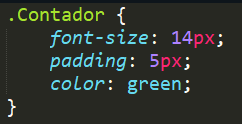 .Contador {
    font-size: 14px;
    padding: 5px;
    color: green;
}